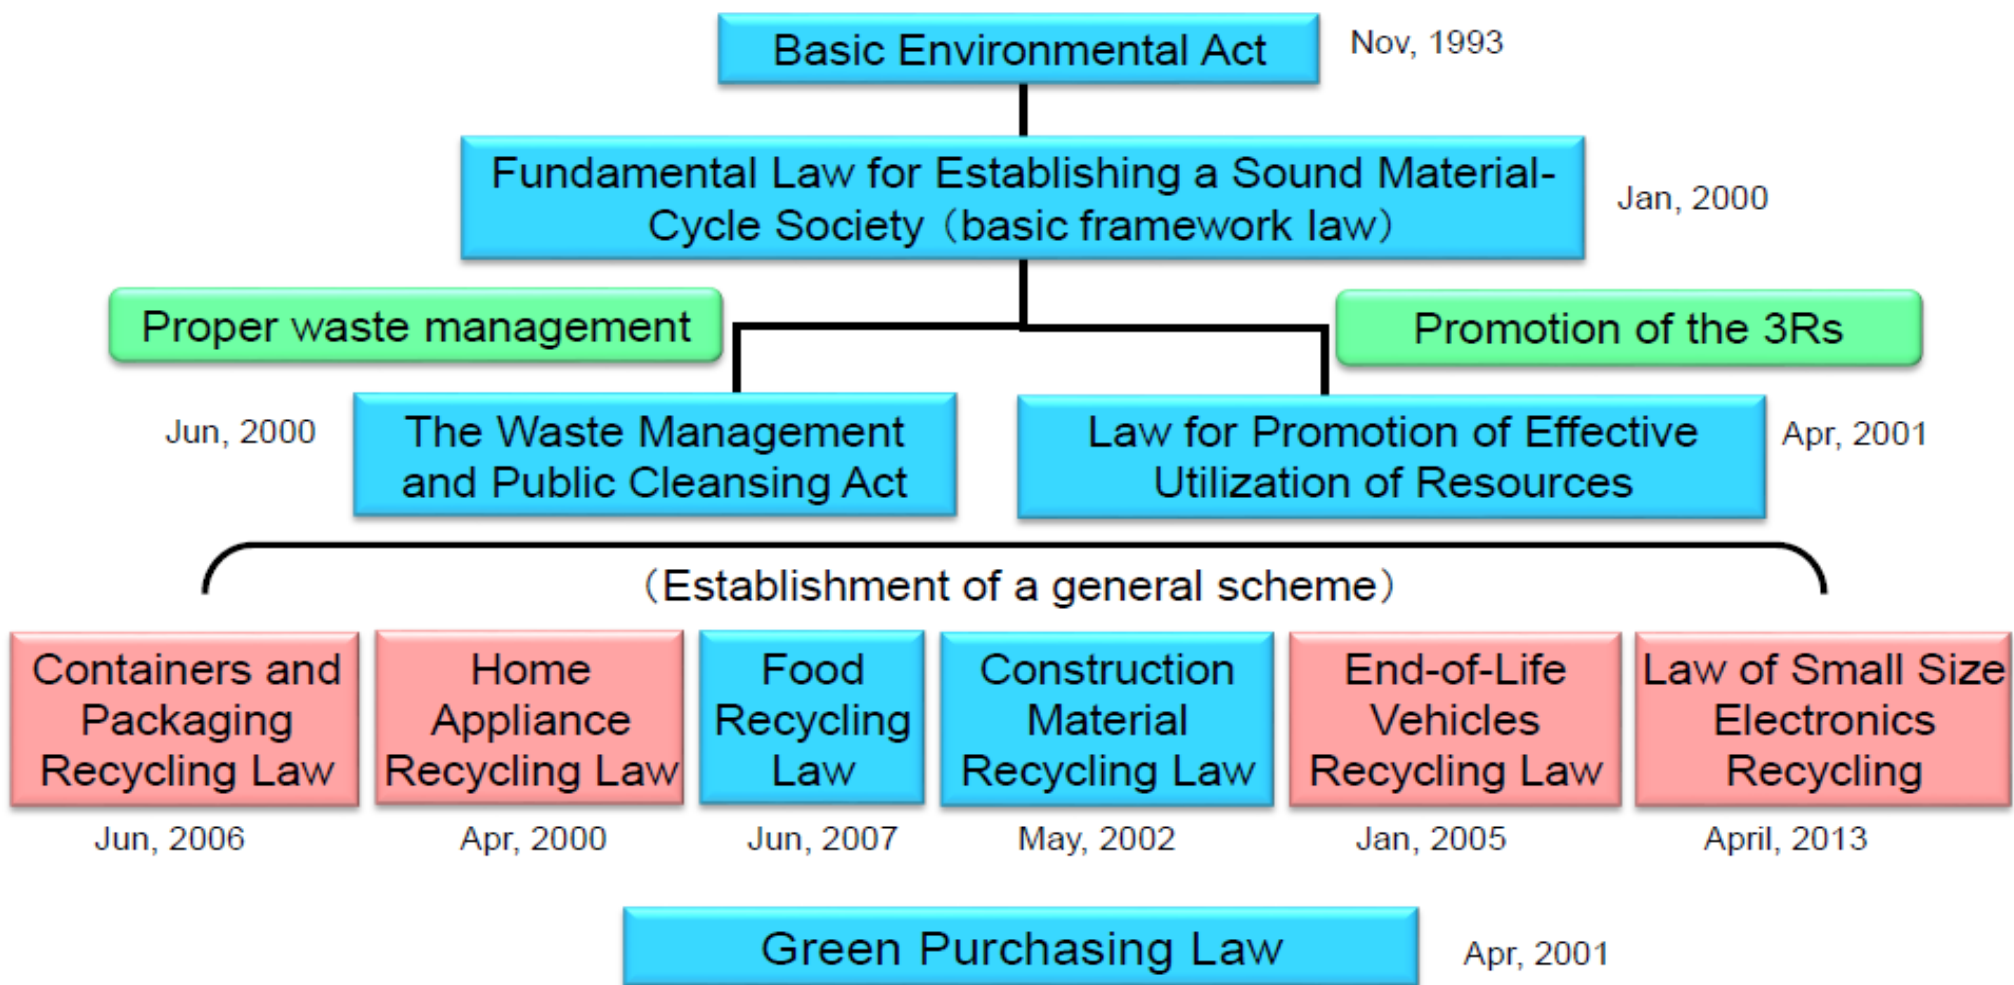 Basic Environmental Act
Nov, 1993
Fundamental Law for Establishing a Sound Material-
Cycle Society（basic framework law）
Jan, 2000
Proper waste management
Promotion of the 3Rs
Jun, 2000
The Waste Management
and Public Cleansing Act
Law for Promotion of Effective
Utilization of Resources
Apr, 2001
（Establishment of a general scheme）
Containers and
Packaging
Recycling Law
Jun, 2006
Home
Appliance
Recycling Law
Apr, 2000
Food
Recycling
Law
Jun, 2007
Construction
Material
Recycling Law
May, 2002
End-of-Life
Vehicles
Recycling Law
Jan, 2005
Law of Small Size
Electronics
Recycling
April, 2013
Green Purchasing Law
Apr, 2001